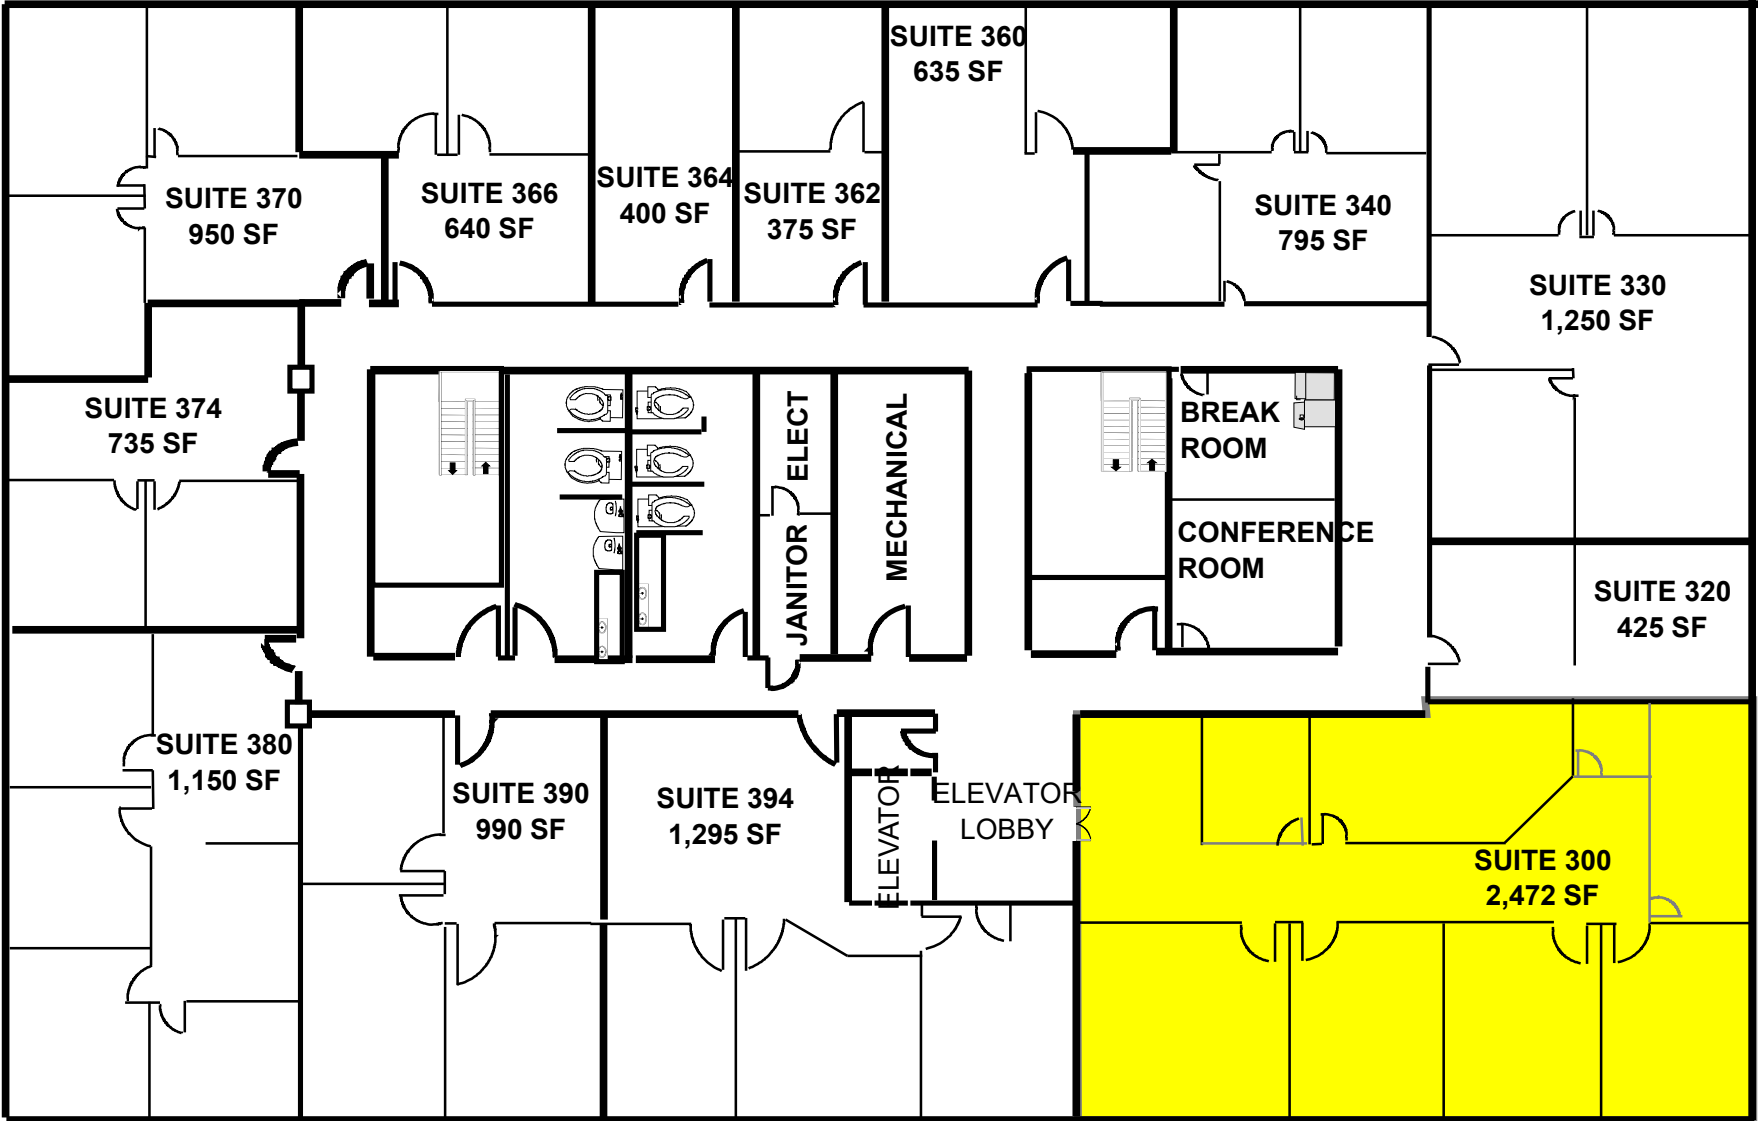 SUITE 360
635 SF
SUITE 370
950 SF
SUITE 366
640 SF
SUITE 364
400 SF
SUITE 362
375 SF
SUITE 340
795 SF
SUITE 330
1,250 SF
SUITE 374
735 SF
ELECT
JANITOR
MECHANICAL
BREAK
ROOM
CONFERENCE
ROOM
SUITE 320
425 SF
SUITE 380
1,150 SF
SUITE 390
990 SF
SUITE 394
1,295 SF
ELEVATOR
ELEVATOR
LOBBY
SUITE 300
2,472 SF